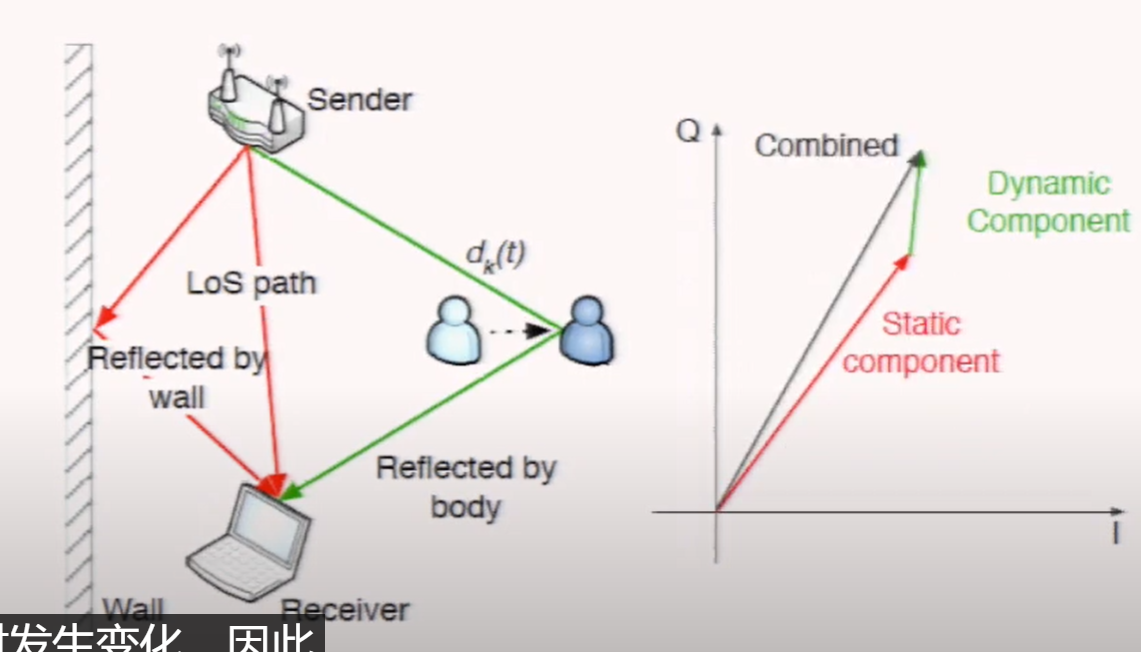 Sender
LoS path
d_k(t)
Reflected by
wall
Reflected by
body
Wall
Receiver
Q
Combined
Dynamic
Component
Static
component
I
发生变化 因此